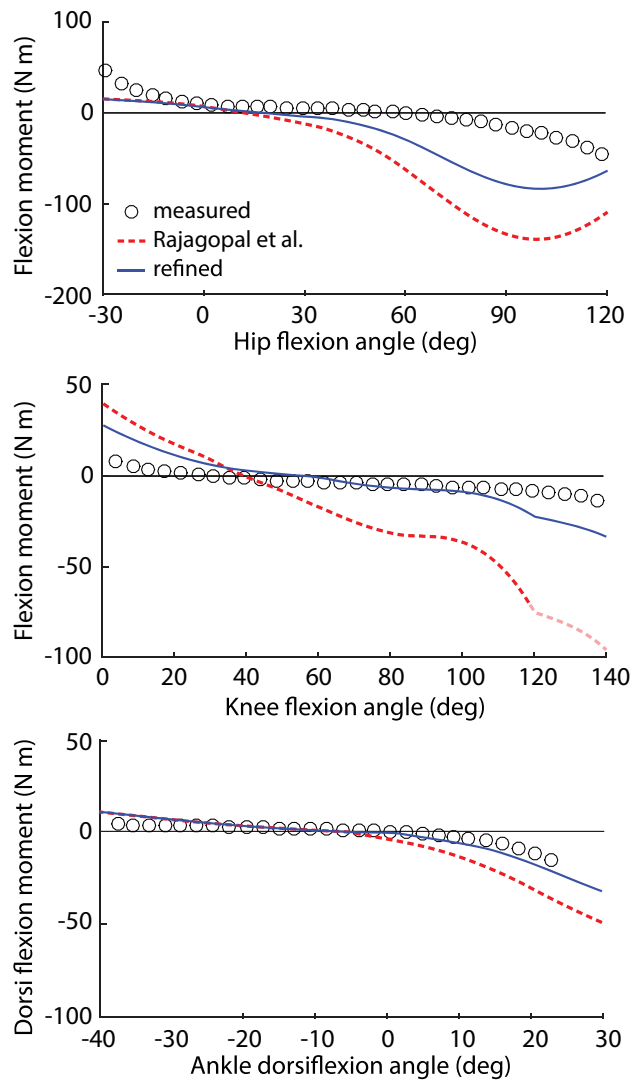 Flexion moment (N m)
100
0
-100
-200
measured
Rajagopal et al.
refined
-30 0 30 60 90 120
Hip flexion angle (deg)
Flexion moment (N m)
50
0
-50
-100
0 20 40 60 80 100 120 140
Knee flexion angle (deg)
Dorsi flexion moment (N m)
50
0
-50
-100
-40 -30 -20 -10 0 10 20 30
Ankle dorsiflexion angle (deg)